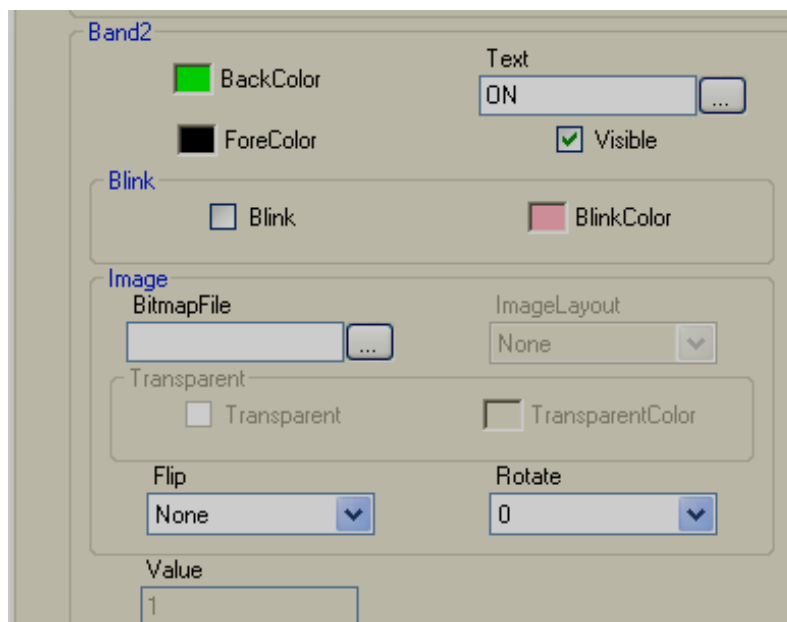 Band2
BackColor
Text
ON
...
ForeColor
Visible
Blink
Blink
BlinkColor
Image
BitmapFile
...
ImageLayout
None
Transparent
Transparent
TransparentColor
Flip
None
Rotate
0
Value
1